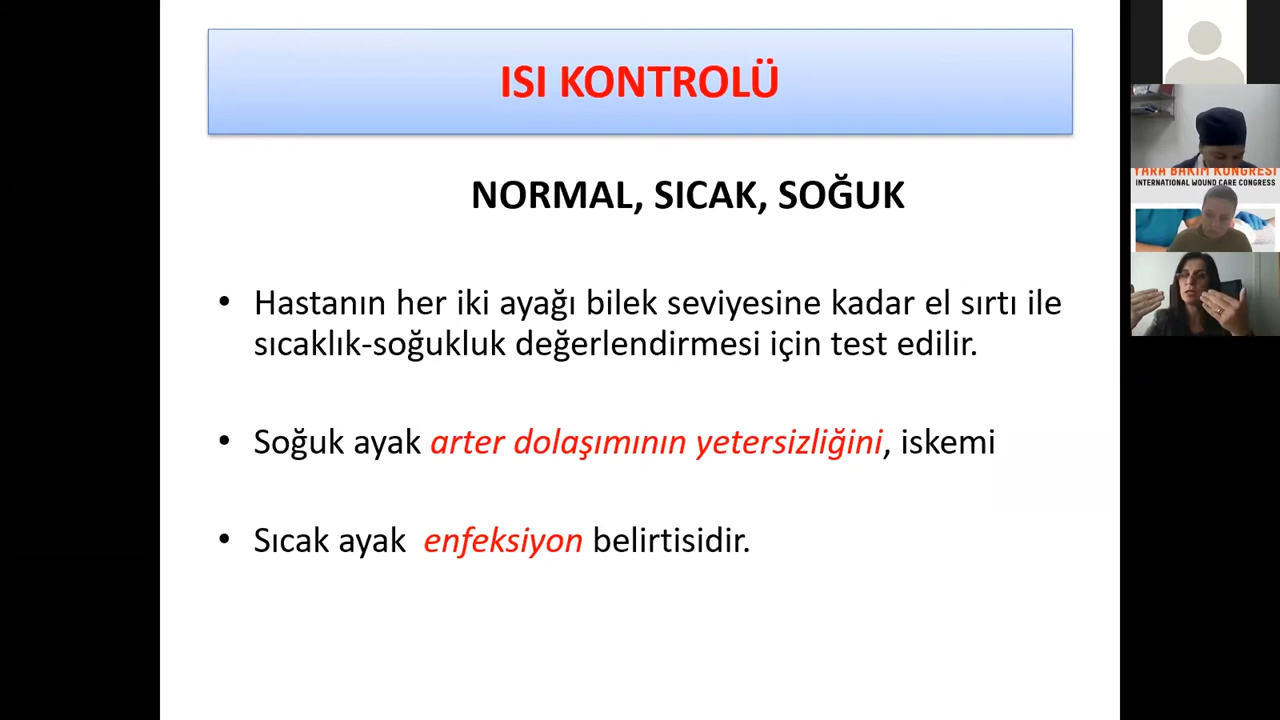 ISI KONTROLÜ
NORMAL, SICAK, SOĞUK
• Hastanın her iki ayağı bilek seviyesine kadar el sırtı ile
sıcaklık-soğukluk değerlendirmesi için test edilir.
• Soğuk ayak arter dolaşımının yetersizliğini, iskemi
• Sıcak ayak enfeksiyon belirtisidir.
YARA BAKIM KONGRESİ
INTERNATIONAL WOUND CARE CONGRESS